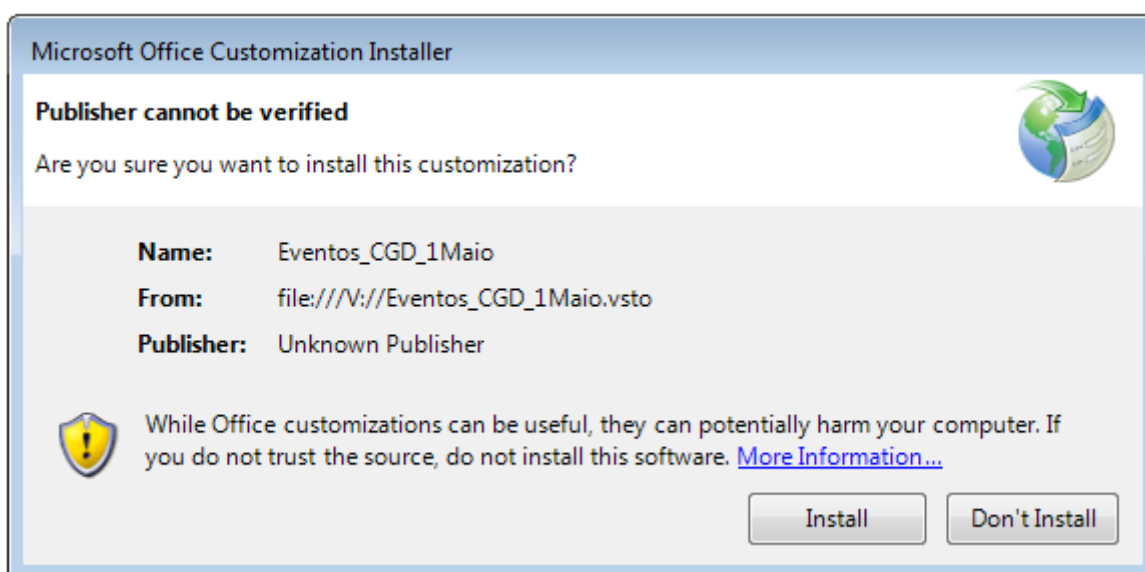 Microsoft Office Customization Installer
Publisher cannot be verified
Are you sure you want to install this customization?
Name: Eventos_CGD_1Maio
From: file:///V://Eventos_CGD_1Maio.vsto
Publisher: Unknown Publisher
While Office customizations can be useful, they can potentially harm your computer. If
you do not trust the source, do not install this software. More Information...
Install Don't Install